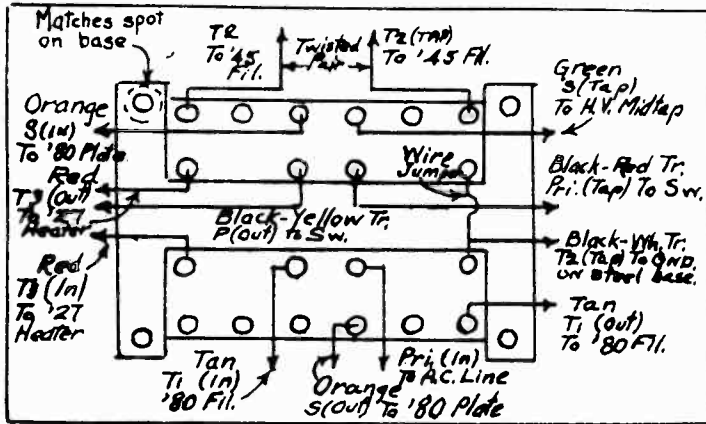 Matches spot
on base
T2
To '45
Fil.
Twisted
Pair
T2 (TAP)
To '45 Fil.
Green
S (Tap)
To H.V. Midtap
Orange
S (In)
To '80 Plate
Red
T3 (Out)
To '27
Heater
Wire
Jumper
Black-Red Tr.
Pri. (Tap) To Sw.
Black-Yellow Tr.
P (Out) to Sw.
Black-Wh. Tr.
T2 (Tap) To GND.
on Steel base.
Red
T3 (In)
To '27
Heater
Tan
T1 (Out)
To '80 Fil.
Tan
T1 (In)
'80 Fil.
Orange
S (Out) To '80 Plate
Pri. (In)
To A.C. Line